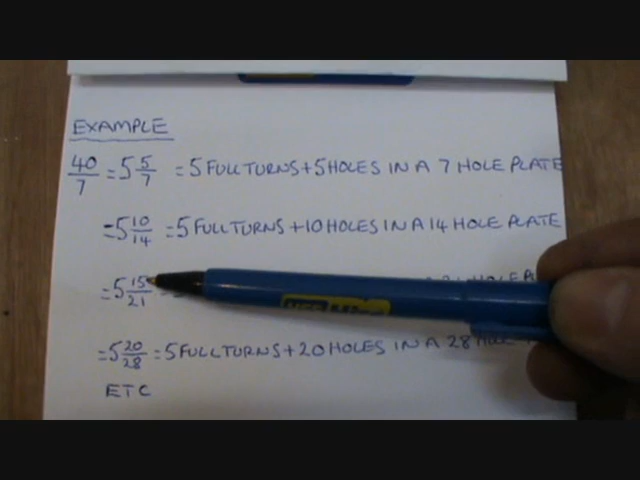 EXAMPLE
40/7 = 5 5/7 = 5 FULL TURNS + 5 HOLES IN A 7 HOLE PLATE
= 5 10/14 = 5 FULL TURNS + 10 HOLES IN A 14 HOLE PLATE
= 5 15/21 =
= 5 20/28 = 5 FULL TURNS + 20 HOLES IN A 28 HOLE
ETC